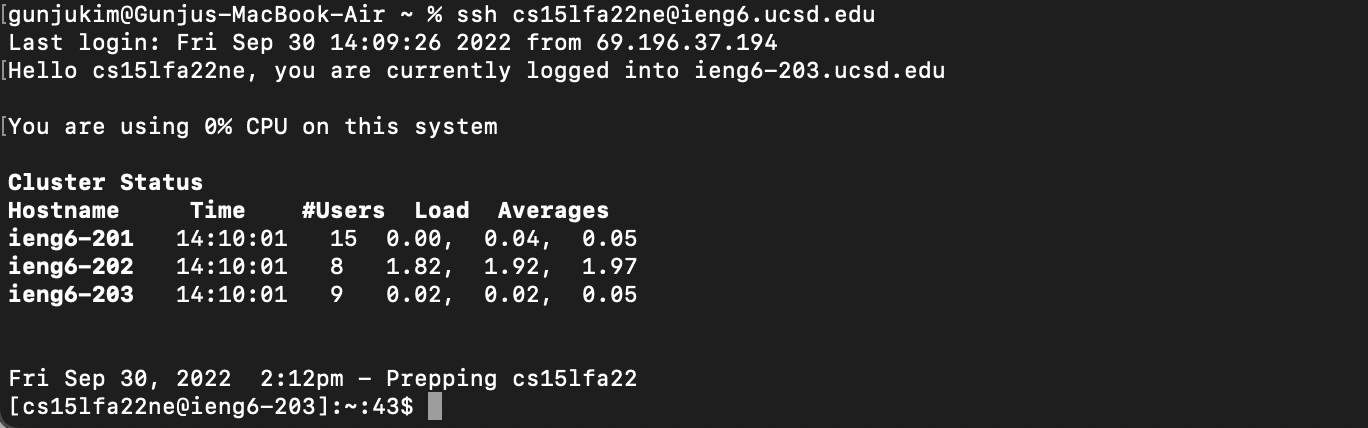 [gunjukim@Gunjus-MacBook-Air ~ % ssh cs15lfa22ne@ieng6.ucsd.edu
Last login: Fri Sep 30 14:09:26 2022 from 69.196.37.194
[Hello cs15lfa22ne, you are currently logged into ieng6-203.ucsd.edu
[You are using 0% CPU on this system
Cluster Status
Hostname     Time    #Users  Load  Averages
ieng6-201   14:10:01   15  0.00,  0.04,  0.05
ieng6-202   14:10:01   8   1.82,  1.92,  1.97
ieng6-203   14:10:01   9   0.02,  0.02,  0.05
Fri Sep 30, 2022  2:12pm - Prepping cs15lfa22
[cs15lfa22ne@ieng6-203]:~:43$